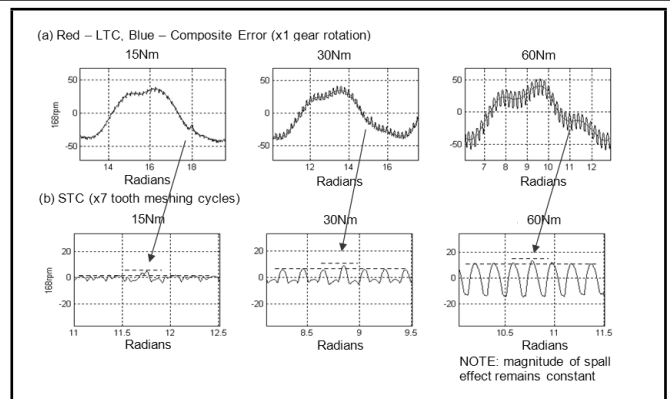 (a) Red – LTC, Blue – Composite Error (x1 gear rotation)
15Nm 30Nm 60Nm
168rpm
50 50 50
0 0 0
-50 -50 -50
14 16 18 12 14 16 7 8 9 10 11 12
Radians Radians Radians
(b) STC (x7 tooth meshing cycles)
15Nm 30Nm 60Nm
168rpm
20 20 20
0 0 0
-20 -20 -20
11 11.5 12 12.5 8.5 9 9.5 10.5 11 11.5
Radians Radians Radians
NOTE: magnitude of spall
effect remains constant